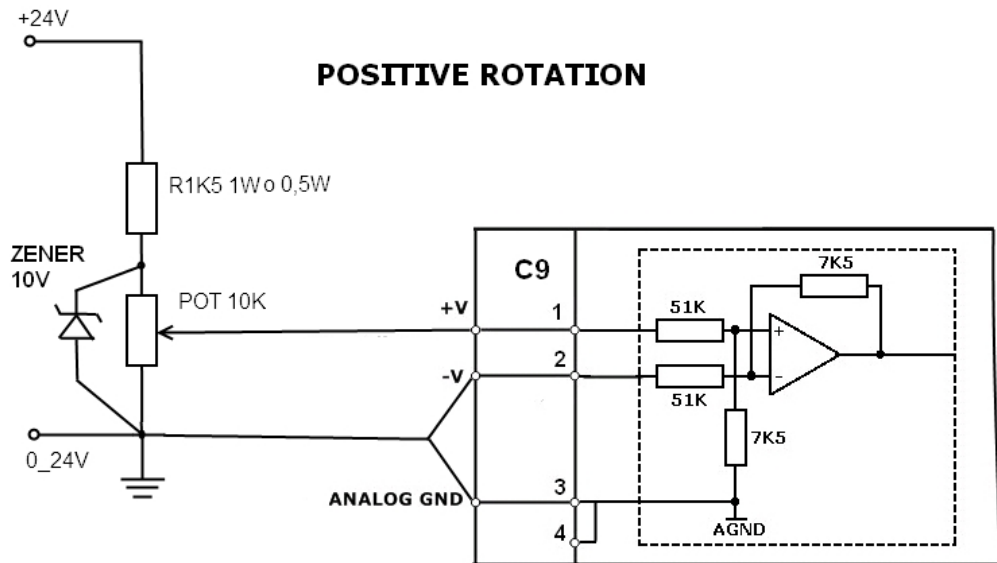 +24V
POSITIVE ROTATION
R1K5 1W o 0,5W
ZENER
10V
POT 10K
C9
7K5
+V
1
51K
+
-V
2
-
51K
7K5
0_24V
ANALOG GND
3
AGND
4